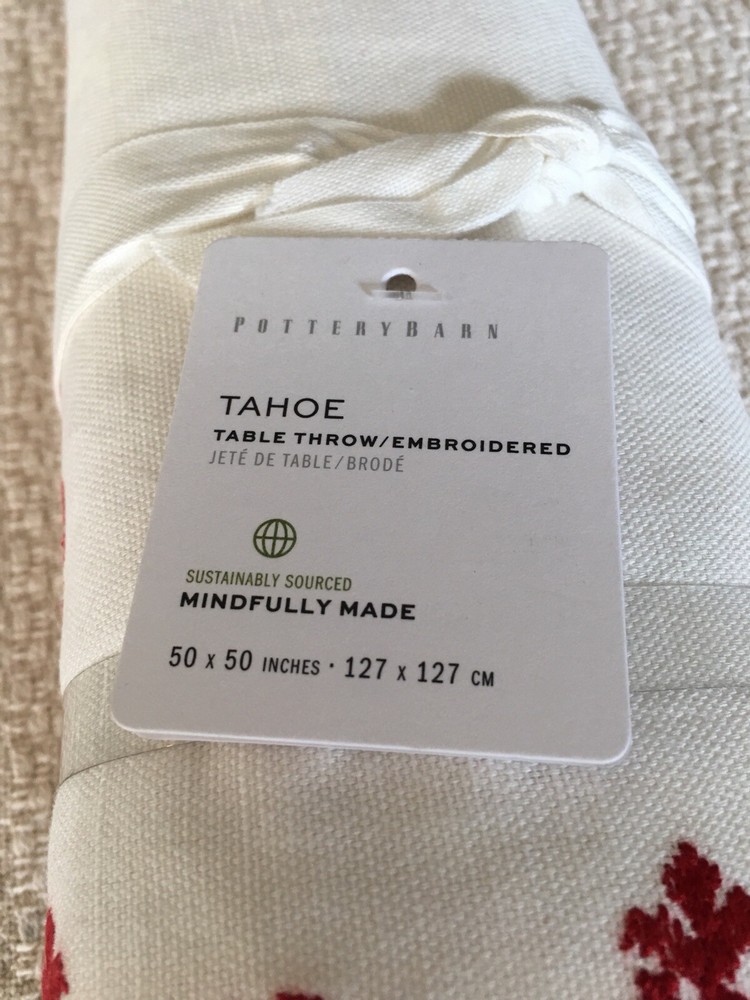 POTTERYBARN
TAHOE
TABLE THROW/EMBROIDERED
JETÉ DE TABLE/BRODÉ
SUSTAINABLY SOURCED
MINDFULLY MADE
50 x 50 INCHES · 127 x 127 CM